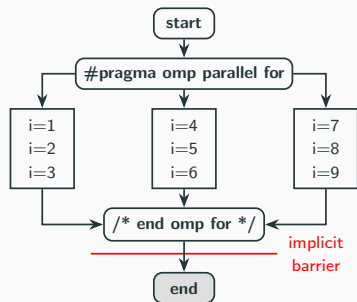 start
#pragma omp parallel for
i=1
i=2
i=3
i=4
i=5
i=6
i=7
i=8
i=9
/* end omp for */
implicit
barrier
end